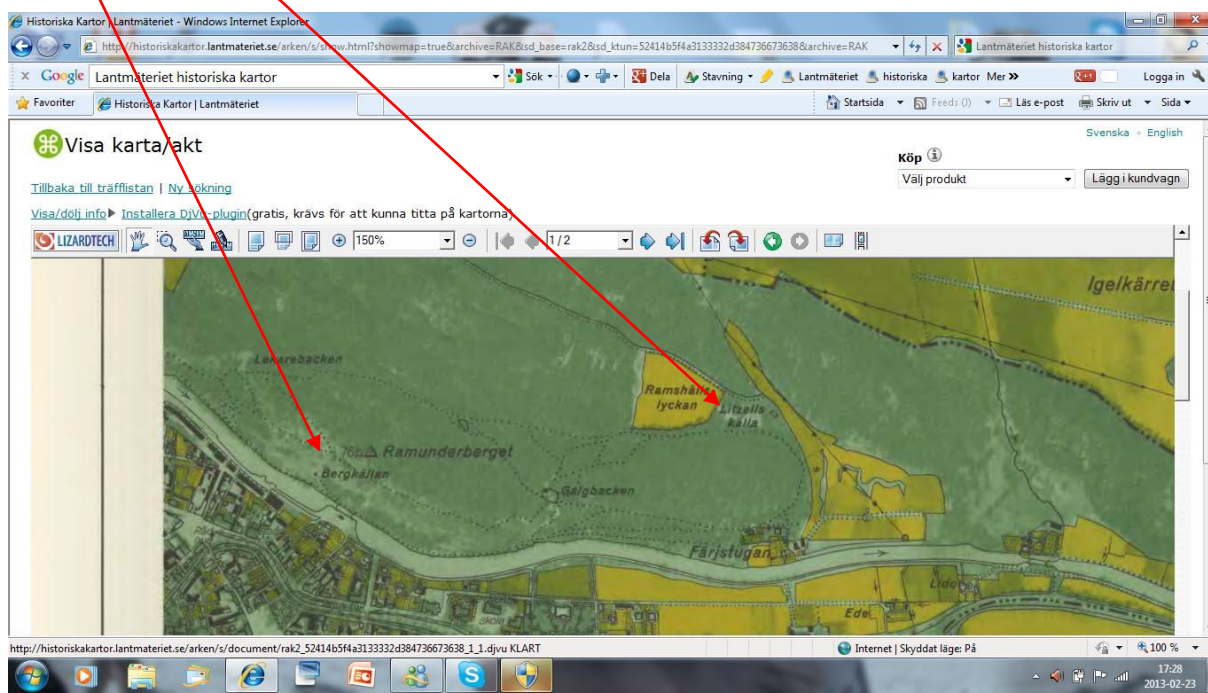 Historiska Kartor | Lantmäteriet - Windows Internet Explorer
http://historiskakartor.lantmateriet.se/arken/s/show.html?showmap=true&archive=RAK&sd_base=rak2&sd_ktun=52414b5f4a3133332d384736673638&archive=RAK
Lantmäteriet historiska kartor
x Google Lantmäteriet historiska kartor Sök Dela Stavning Lantmäteriet historiska kartor Mer » Logga in
Favoriter Historiska Kartor | Lantmäteriet Startsida Feeds (J) Läs e-post Skriv ut Sida
Svenska English
Visa karta/akt
Köp
Välj produkt Lägg i kundvagn
Tillbaka till träfflistan | Ny sökning
Visa/dölj info Installera DjVu-plugin(gratis, krävs för att kunna titta på kartorna)
LIZARDTECH 150% 1/2
Igelkärret
Lekarebacken
Ramshälls
lyckan
Litzells
källa
76 Ramunderberget
Bergkällan
Galgbacken
Färjstugan
Lido
Ede
skola
http://historiskakartor.lantmateriet.se/arken/s/document/rak2_52414b5f4a3133332d384736673638_1_1.djvu KLART Internet | Skyddat läge: På 100 %
17:28
2013-02-23